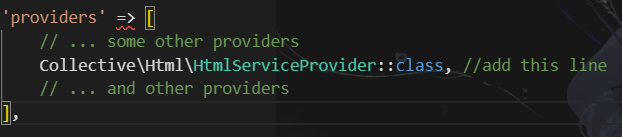 'providers' => [
// ... some other providers
Collective\Html\HtmlServiceProvider::class, //add this line
// ... and other providers
],